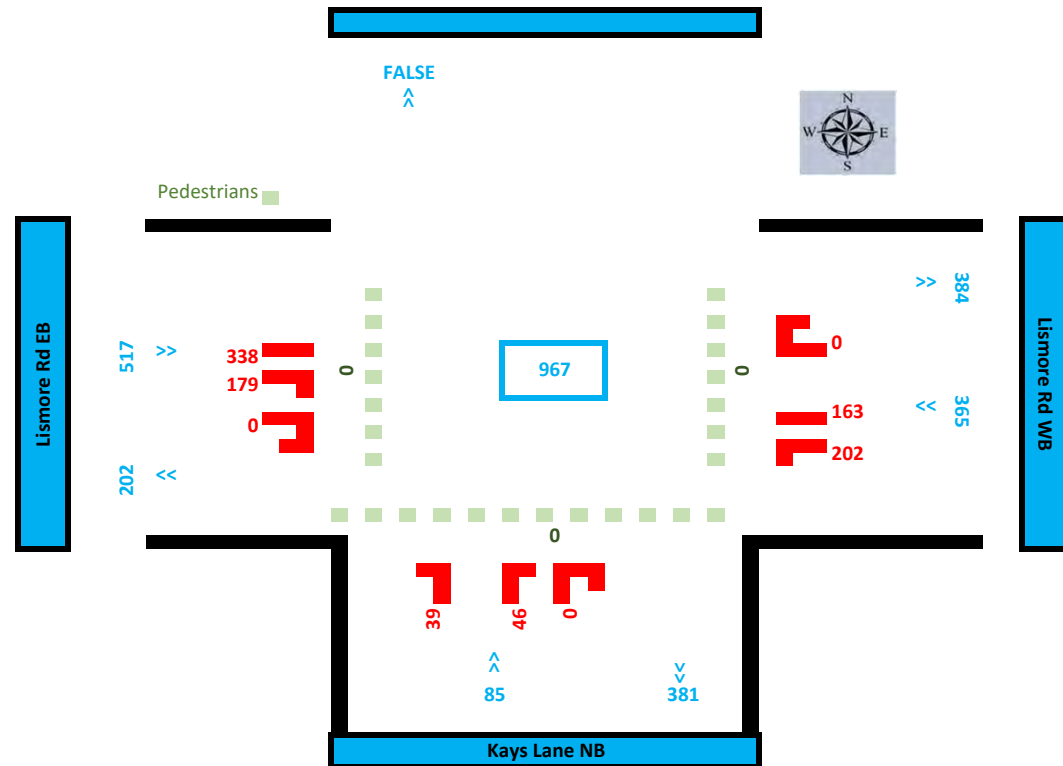 FALSE
>>
N
W E
S
Pedestrians
Lismore Rd EB
517 >>
338
179
0
202 <<
0
967
0
>> 384
0
<< 365
163
202
Lismore Rd WB
0
39
46
0
>>
85
>>
381
Kays Lane NB